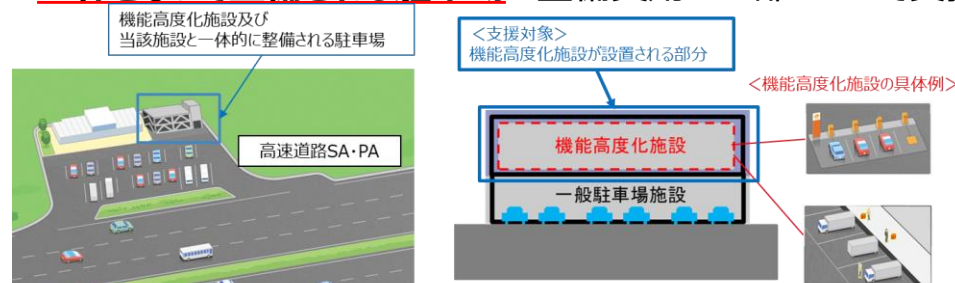 機能高度化施設及び
当該施設と一体的に整備される駐車場
高速道路SA・PA
＜支援対象＞
機能高度化施設が設置される部分
＜機能高度化施設の具体例＞
機能高度化施設
一般駐車場施設